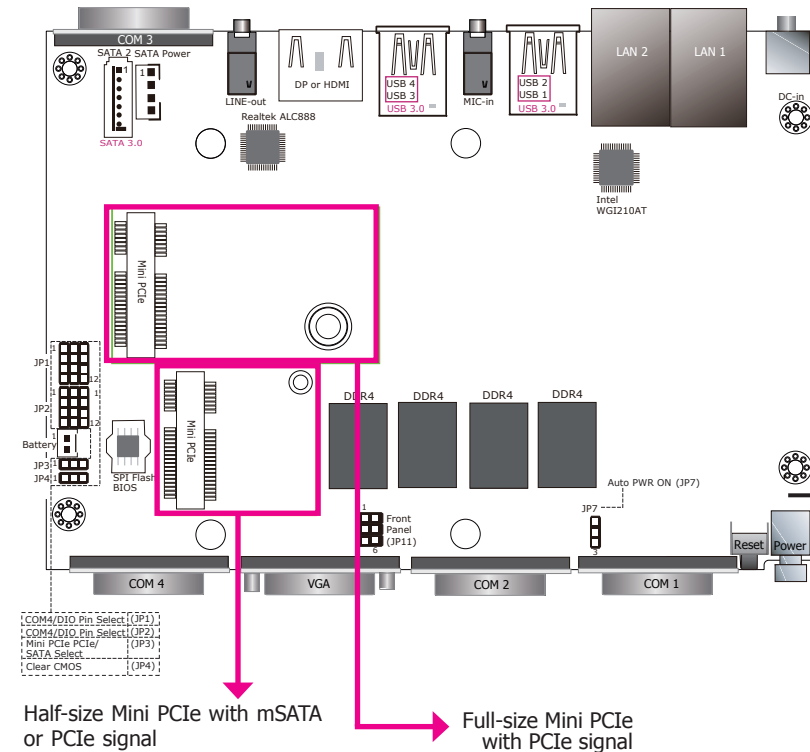 COM 3
SATA 2 SATA Power
1
1
SATA 3.0
LINE-out
DP or HDMI
USB 4
USB 3
USB 3.0
MIC-in
USB 2
USB 1
USB 3.0
LAN 2
LAN 1
DC-in
Realtek ALC888
Intel
WGI210AT
Mini PCIe
Mini PCIe
JP1
1
12
JP2
1
1
12
Battery
1
JP3
1
JP4
1
SPI Flash
BIOS
DDR4
DDR4
DDR4
DDR4
Auto PWR ON (JP7)
JP7
3
1
Front
Panel
(JP11)
6
Reset
Power
COM 4
VGA
COM 2
COM 1
COM4/DIO Pin Select (JP1)
COM4/DIO Pin Select (JP2)
Mini PCIe PCIe/ (JP3)
SATA Select
Clear CMOS (JP4)
Half-size Mini PCIe with mSATA
or PCIe signal
Full-size Mini PCIe
with PCIe signal